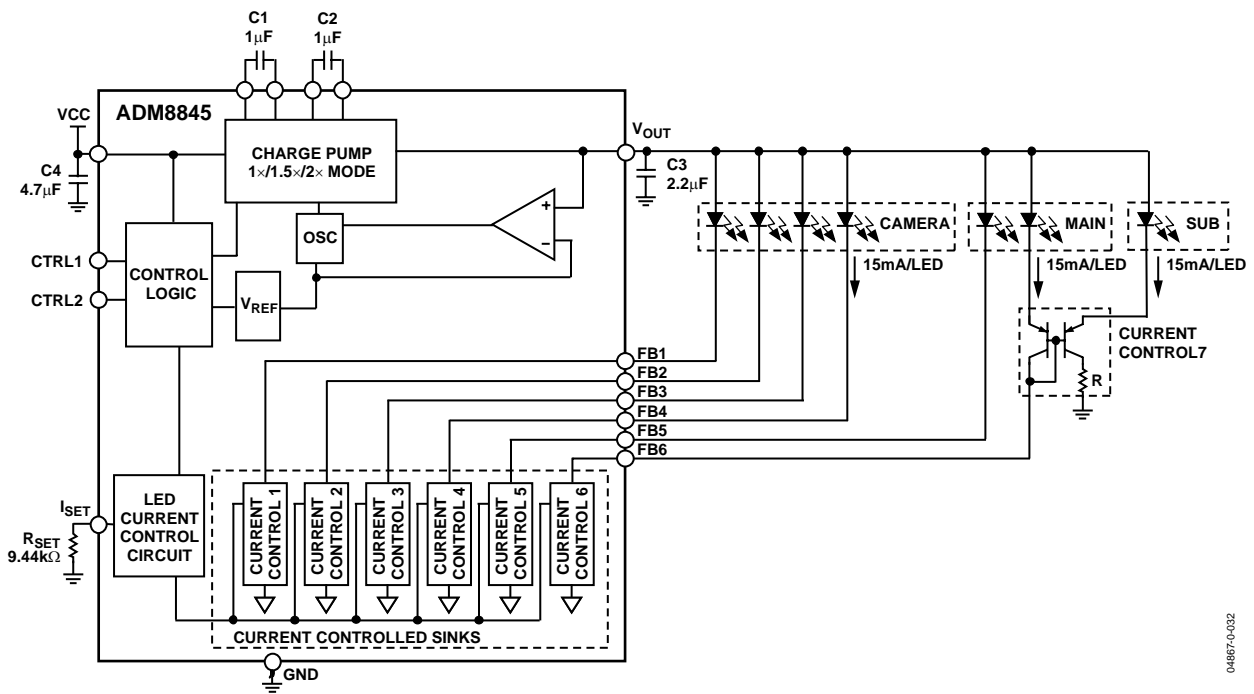 C1
1μF
C2
1μF
VCC
ADM8845
C4
4.7μF
CHARGE PUMP
1×/1.5×/2× MODE
VOUT
C3
2.2μF
OSC
+
–
CTRL1
CTRL2
CONTROL
LOGIC
VREF
CAMERA
MAIN
SUB
15mA/LED
15mA/LED
15mA/LED
CURRENT
CONTROL7
R
FB1
FB2
FB3
FB4
FB5
FB6
ISET
RSET
9.44kΩ
LED
CURRENT
CONTROL
CIRCUIT
CURRENT
CONTROL 1
CURRENT
CONTROL 2
CURRENT
CONTROL 3
CURRENT
CONTROL 4
CURRENT
CONTROL 5
CURRENT
CONTROL 6
CURRENT CONTROLLED SINKS
GND
04867-0-032